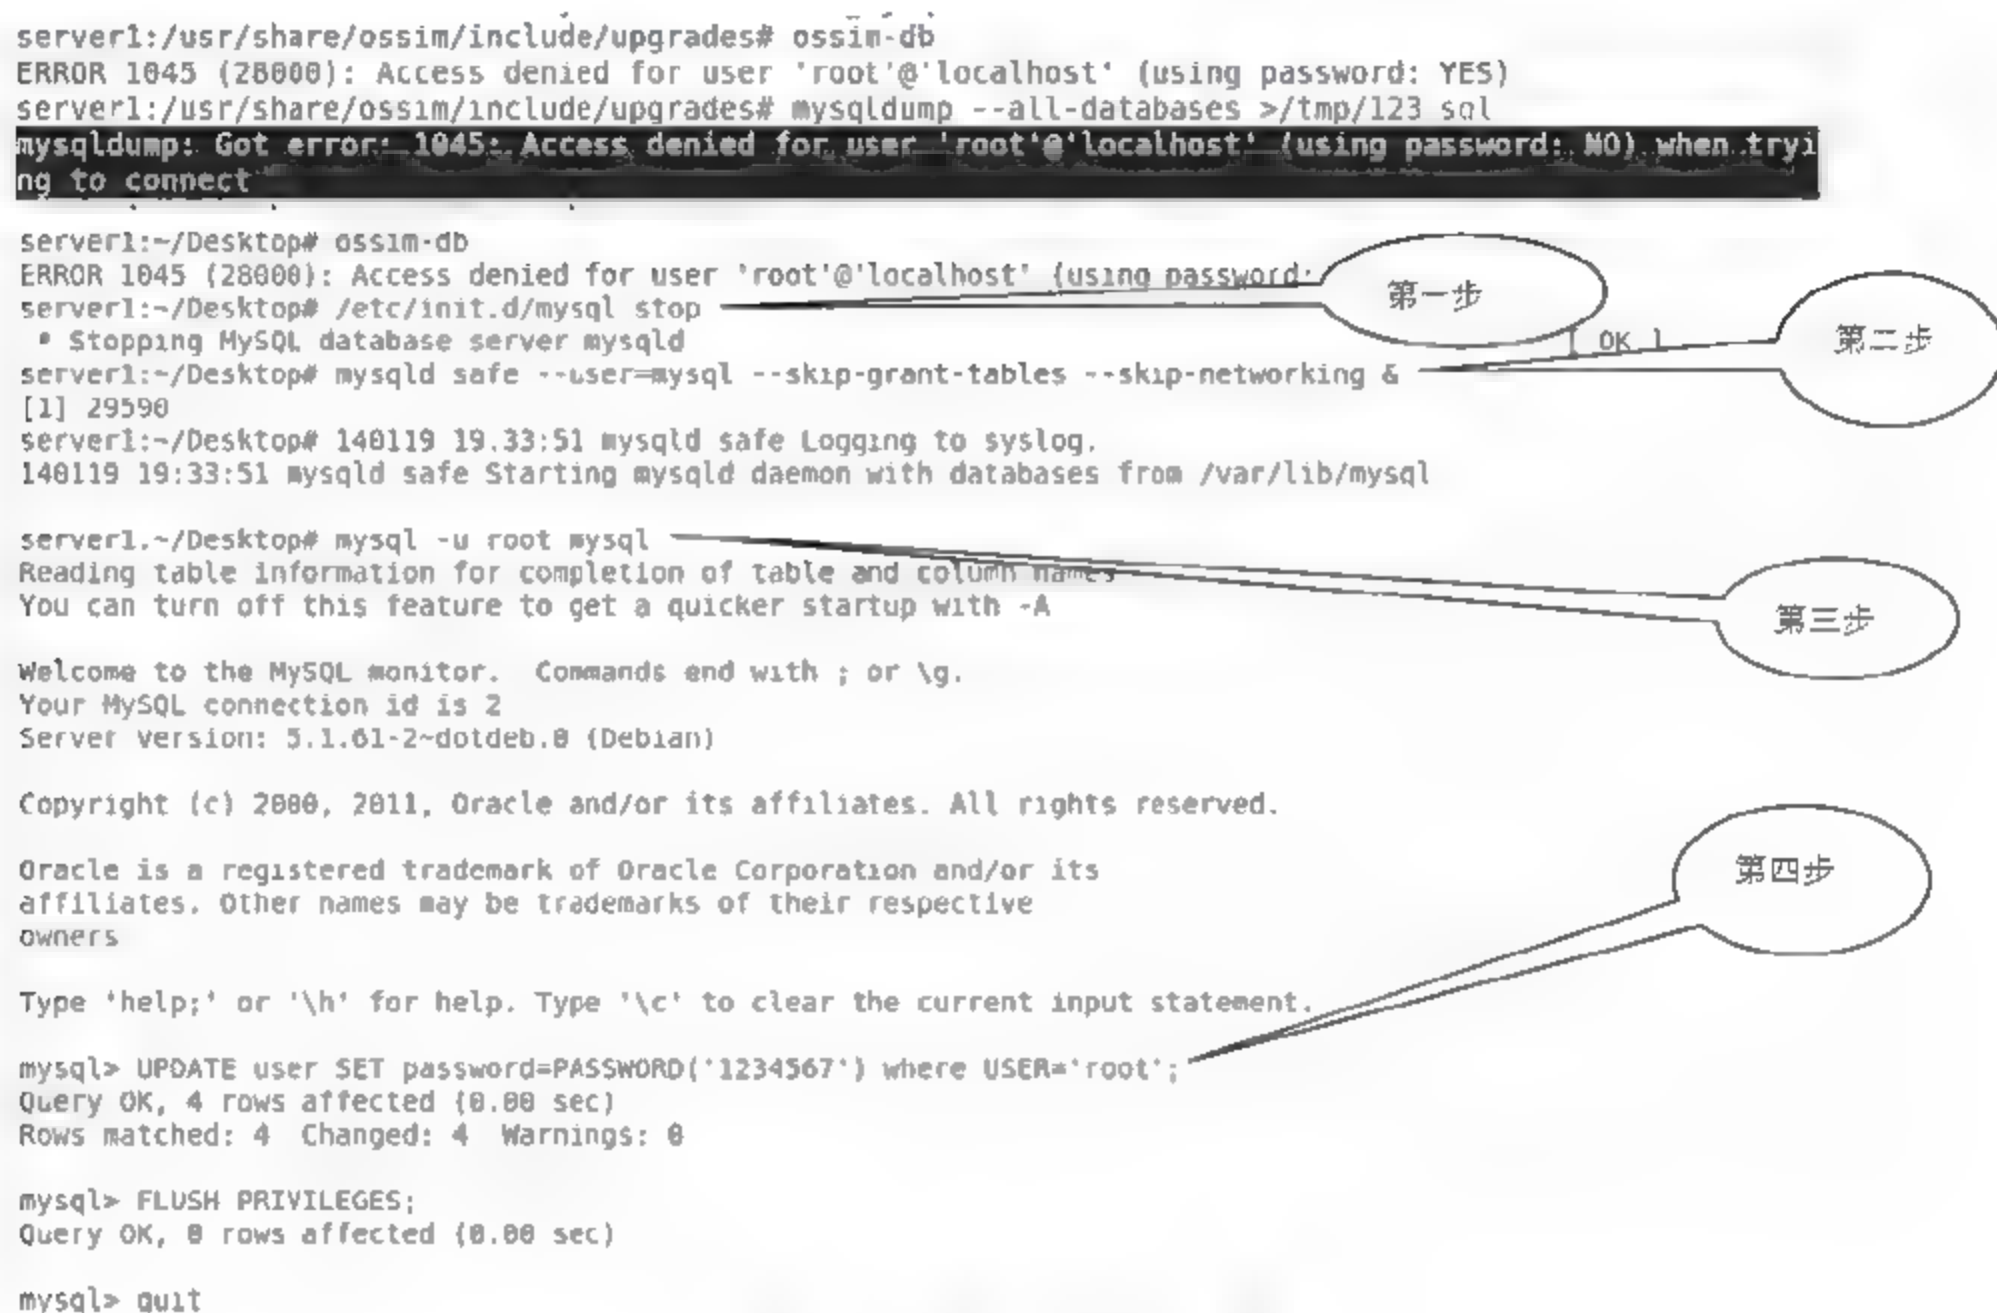 server1:/usr/share/ossim/include/upgrades# ossim-db
ERROR 1045 (28000): Access denied for user 'root'@'localhost' (using password: YES)
server1:/usr/share/ossim/include/upgrades# mysqldump --all-databases >/tmp/123 sql
mysqldump: Got error: 1045: Access denied for user 'root'@'localhost' (using password: NO) when tryi
ng to connect
server1:~/Desktop# ossim-db
ERROR 1045 (28000): Access denied for user 'root'@'localhost' (using password:
第一步
server1:~/Desktop# /etc/init.d/mysql stop
* Stopping MySQL database server mysqld [ OK ]
第二步
server1:~/Desktop# mysqld safe --user=mysql --skip-grant-tables --skip-networking &
[1] 29590
server1:~/Desktop# 140119 19.33:51 mysqld safe Logging to syslog.
140119 19:33:51 mysqld safe Starting mysqld daemon with databases from /var/lib/mysql
server1.~/Desktop# mysql -u root mysql
Reading table information for completion of table and column names
You can turn off this feature to get a quicker startup with -A
第三步
Welcome to the MySQL monitor. Commands end with ; or \g.
Your MySQL connection id is 2
Server version: 5.1.61-2~dotdeb.0 (Debian)
Copyright (c) 2000, 2011, Oracle and/or its affiliates. All rights reserved.
第四步
Oracle is a registered trademark of Oracle Corporation and/or its
affiliates. Other names may be trademarks of their respective
owners
Type 'help;' or '\h' for help. Type '\c' to clear the current input statement.
mysql> UPDATE user SET password=PASSWORD('1234567') where USER='root';
Query OK, 4 rows affected (0.00 sec)
Rows matched: 4 Changed: 4 Warnings: 0
mysql> FLUSH PRIVILEGES;
Query OK, 0 rows affected (0.00 sec)
mysql> quit